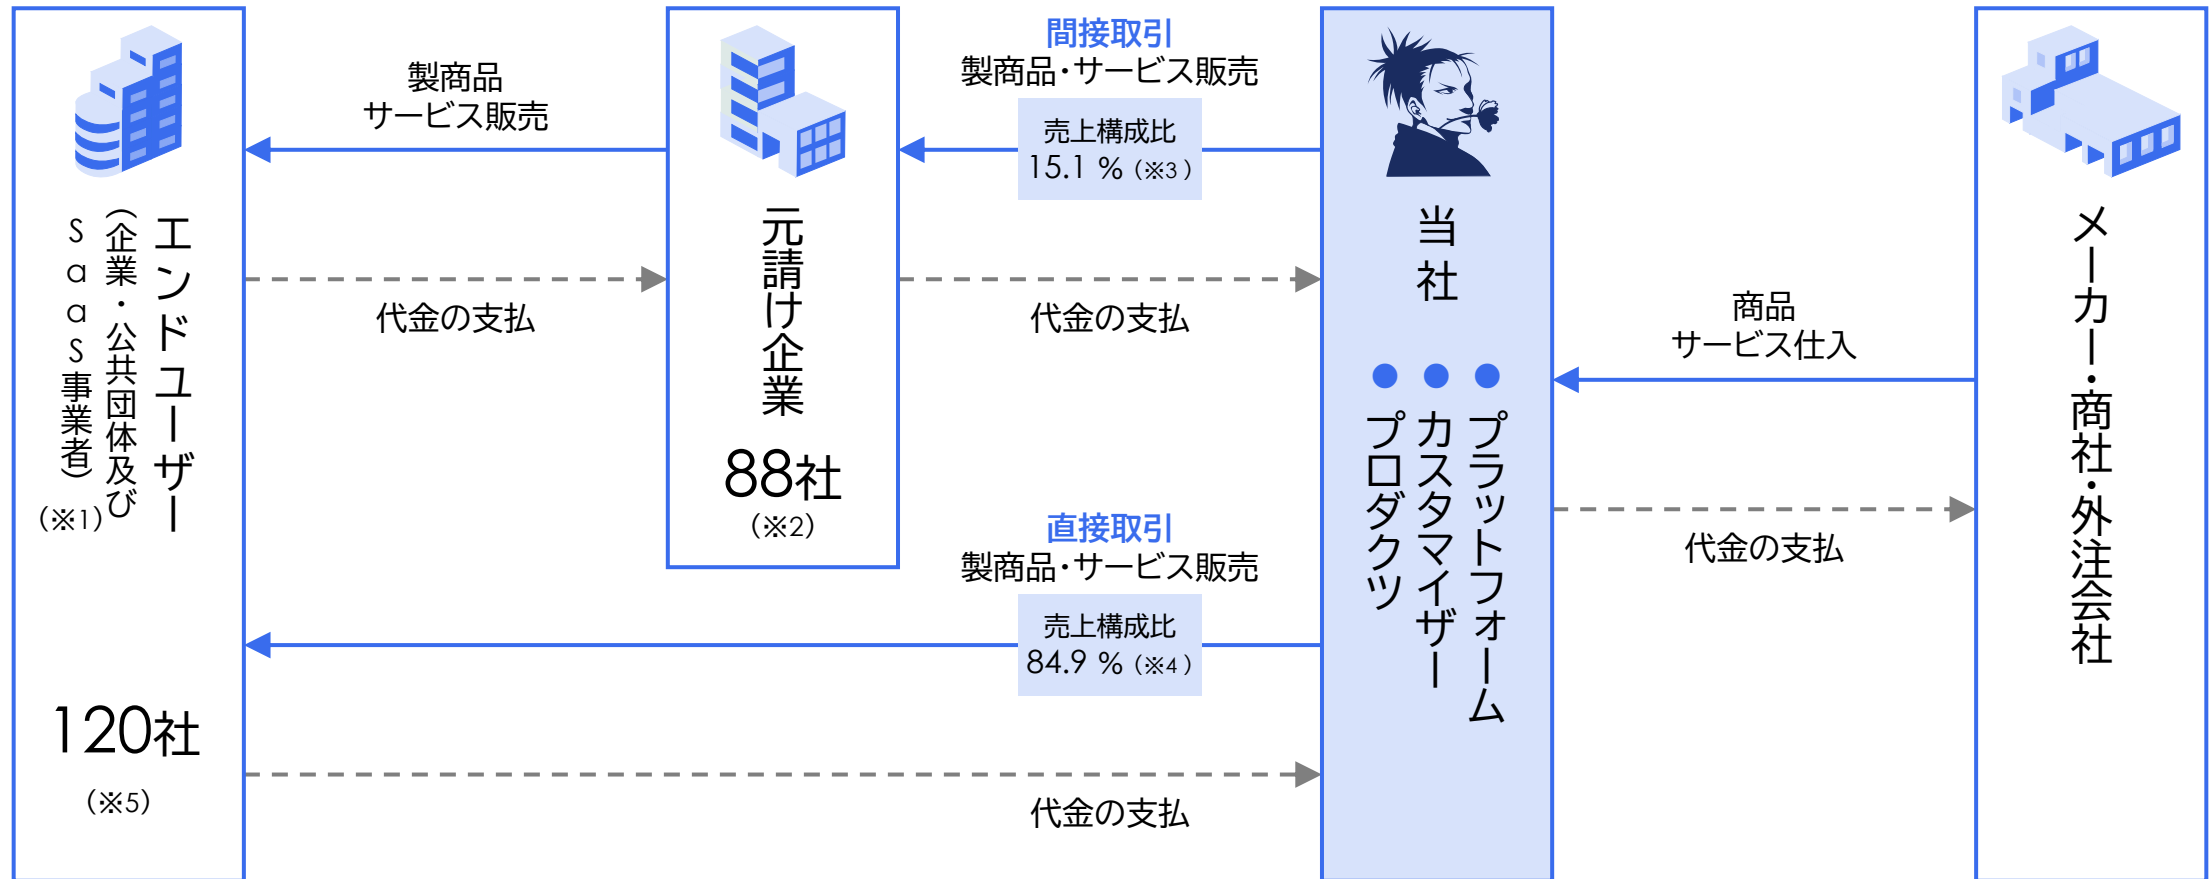 エンドユーザー
（企業・公共団体及び
SaaS事業者）
（※1）
120社
（※5）
製商品
サービス販売
代金の支払
元請け企業
88社
（※2）
間接取引
製商品・サービス販売
売上構成比
15.1 %（※3）
代金の支払
直接取引
製商品・サービス販売
売上構成比
84.9 %（※4）
代金の支払
当社
プラットフォーム
カスタマイザー
プロダクツ
商品
サービス仕入
代金の支払
メーカー・商社・外注会社